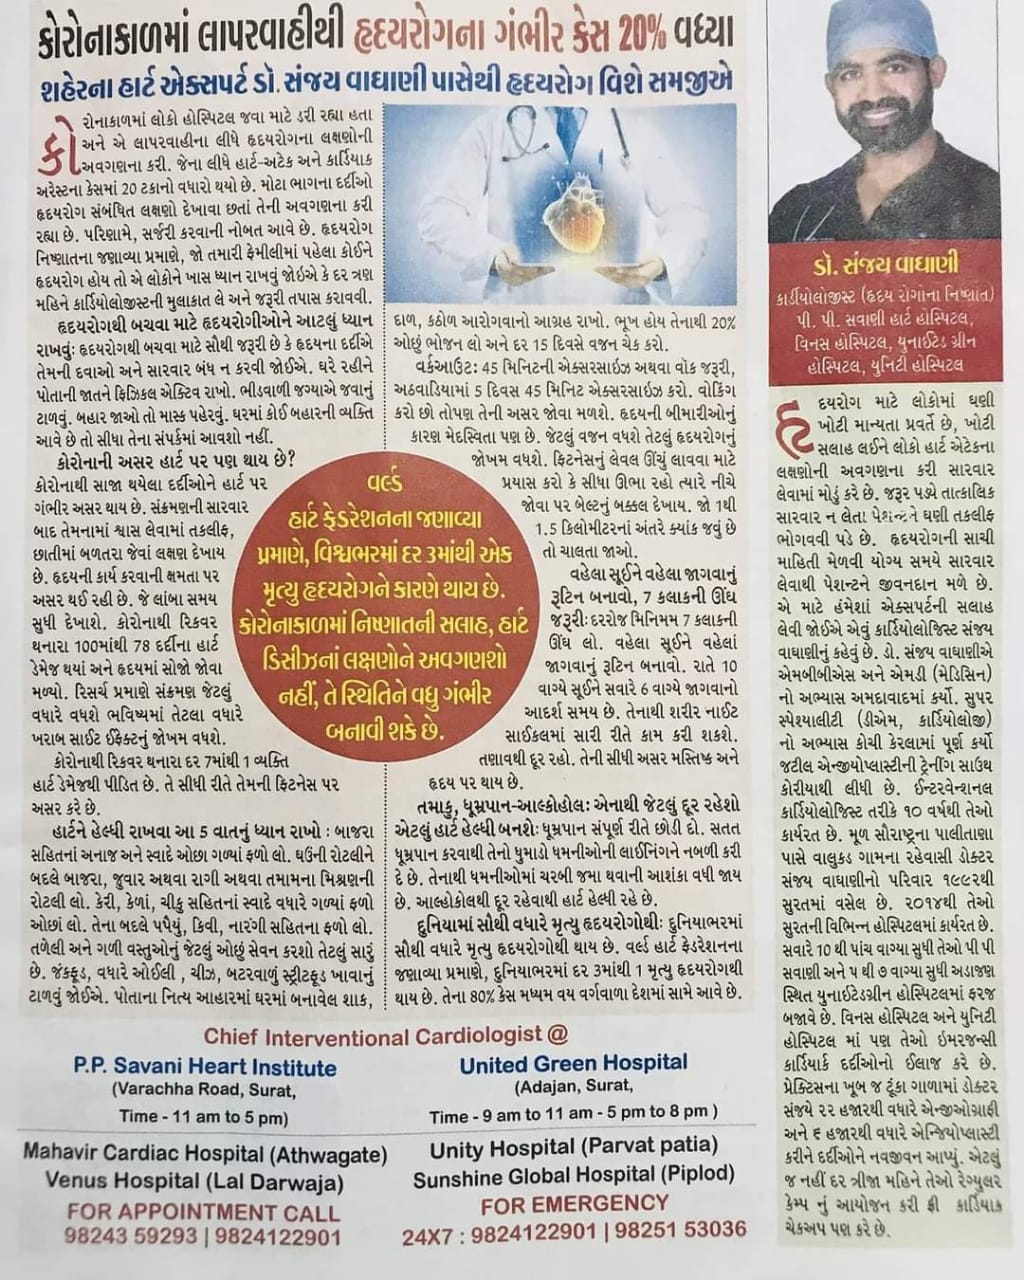 કોરોનાકાળમાં લાપરવાહીથી હૃદયરોગના ગંભીર કેસ 20% વધ્યા
શહેરના હાર્ટ એક્સપર્ટ ડૉ. સંજય વાઘાણી પાસેથી હૃદયરોગ વિશે સમજીએ
કોરોનાકાળમાં લોકો હોસ્પિટલ જવા માટે ડરી રહ્યા હતા
અને એ લાપરવાહીના લીધે હૃદયરોગના લક્ષણોની
અવગણના કરી. જેના લીધે હાર્ટ-અટેક અને કાર્ડિયાક
અરેસ્ટના કેસમાં 20 ટકાનો વધારો થયો છે. મોટા ભાગના દર્દીઓ
હૃદયરોગ સંબંધિત લક્ષણો દેખાવા છતાં તેની અવગણના કરી
રહ્યા છે. પરિણામે, સર્જરી કરવાની નોબત આવે છે. હૃદયરોગ
નિષ્ણાતના જણાવ્યા પ્રમાણે, જો તમારી ફેમીલીમાં પહેલા કોઈને
હૃદયરોગ હોય તો એ લોકોને ખાસ ધ્યાન રાખવું જોઇએ કે દર ત્રણ
મહિને કાર્ડિયોલોજીસ્ટની મુલાકાત લે અને જરૂરી તપાસ કરાવવી.
હૃદયરોગથી બચવા માટે હૃદયરોગીઓને આટલું ધ્યાન
રાખવું: હૃદયરોગથી બચવા માટે સૌથી જરૂરી છે કે હૃદયના દર્દીએ
તેમની દવાઓ અને સારવાર બંધ ન કરવી જોઈએ. ઘરે રહીને
પોતાની જાતને ફિઝિકલ એક્ટિવ રાખો. ભીડવાળી જગ્યાએ જવાનું
ટાળવું. બહાર જાઓ તો માસ્ક પહેરવું. ઘરમાં કોઈ બહારની વ્યક્તિ
આવે છે તો સીધા તેના સંપર્કમાં આવશો નહીં.
કોરોનાની અસર હાર્ટ પર પણ થાય છે?
કોરોનાથી સાજા થયેલા દર્દીઓને હાર્ટ પર
ગંભીર અસર થાય છે. સંક્રમણની સારવાર
બાદ તેમનામાં શ્વાસ લેવામાં તકલીફ,
છાતીમાં બળતરા જેવાં લક્ષણ દેખાય
છે. હૃદયની કાર્ય કરવાની ક્ષમતા પર
અસર થઈ રહી છે. જે લાંબા સમય
સુધી દેખાશે. કોરોનાથી રિકવર
થનારા 100માંથી 78 દર્દીના હાર્ટ
ડેમેજ થયાં અને હૃદયમાં સોજો જોવા
મળ્યો. રિસર્ચ પ્રમાણે સંક્રમણ જેટલું
વધારે વધશે ભવિષ્યમાં તેટલા વધારે
ખરાબ સાઈટ ઈફેક્ટનું જોખમ વધશે.
કોરોનાથી રિકવર થનારા દર 7માંથી 1 વ્યક્તિ
હાર્ટ ડેમેજથી પીડિત છે. તે સીધી રીતે તેમની ફિટનેસ પર
અસર કરે છે.
હાર્ટને હેલ્ધી રાખવા આ 5 વાતનું ધ્યાન રાખો : બાજરા
સહિતનાં અનાજ અને સ્વાદે ઓછા ગળ્યાં ફળો લો. ઘઉંની રોટલીને
બદલે બાજરા, જુવાર અથવા રાગી અથવા તમામના મિશ્રણની
રોટલી લો. કેરી, કેળાં, ચીકુ સહિતનાં સ્વાદે વધારે ગળ્યાં ફળો
ઓછાં લો. તેના બદલે પપૈયું, કિવી, નારંગી સહિતના ફળો લો.
તળેલી અને ગળી વસ્તુઓનું જેટલું ઓછું સેવન કરશો તેટલું સારું
છે. જંકફૂડ, વધારે ઓઈલી , ચીઝ, બટરવાળું સ્ટ્રીટફૂડ ખાવાનું
ટાળવું જોઈએ. પોતાના નિત્ય આહારમાં ઘરમાં બનાવેલ શાક,
દાળ, કઠોળ આરોગવાનો આગ્રહ રાખો. ભૂખ હોય તેનાથી 20%
ઓછું ભોજન લો અને દર 15 દિવસે વજન ચેક કરો.
વર્કઆઉટ: 45 મિનિટની એક્સરસાઇઝ અથવા વૉક જરૂરી,
અઠવાડિયામાં 5 દિવસ 45 મિનિટ એક્સરસાઇઝ કરો. વોકિંગ
કરો છો તોપણ તેની અસર જોવા મળશે. હૃદયની બીમારીઓનું
કારણ મેદસ્વિતા પણ છે. જેટલું વજન વધશે તેટલું હૃદયરોગનું
જોખમ વધશે. ફિટનેસનું લેવલ ઊંચું લાવવા માટે
પ્રયાસ કરો કે સીધા ઊભા રહો ત્યારે નીચે
જોવા પર બેલ્ટનું બક્કલ દેખાય. જો 1થી
1.5 કિલોમીટરનાં અંતરે ક્યાંક જવું છે
તો ચાલતા જાઓ.
વહેલા સૂઈને વહેલા જાગવાનું
રૂટિન બનાવો, 7 કલાકની ઊંઘ
જરૂરી: દરરોજ મિનિમમ 7 કલાકની
ઊંઘ લો. વહેલા સૂઈને વહેલાં
જાગવાનું રૂટિન બનાવો. રાતે 10
વાગ્યે સૂઈને સવારે 6 વાગ્યે જાગવાનો
આદર્શ સમય છે. તેનાથી શરીર નાઈટ
સાઈકલમાં સારી રીતે કામ કરી શકશે.
તણાવથી દૂર રહો. તેની સીધી અસર મસ્તિષ્ક અને
હૃદય પર થાય છે.
તમાકુ, ધૂમ્રપાન-આલ્કોહોલ: એનાથી જેટલું દૂર રહેશો
એટલું હાર્ટ હેલ્ધી બનશે: ધૂમ્રપાન સંપૂર્ણ રીતે છોડી દો. સતત
ધૂમ્રપાન કરવાથી તેનો ધુમાડો ધમનીઓની લાઈનિંગને નબળી કરી
દે છે. તેનાથી ધમનીઓમાં ચરબી જમા થવાની આશંકા વધી જાય
છે. આલ્હોકોલથી દૂર રહેવાથી હાર્ટ હેલ્ધી રહે છે.
દુનિયામાં સૌથી વધારે મૃત્યુ હૃદયરોગોથી: દુનિયાભરમાં
સૌથી વધારે મૃત્યુ હૃદયરોગોથી થાય છે. વર્લ્ડ હાર્ટ ફેડરેશનના
જણાવ્યા પ્રમાણે, દુનિયાભરમાં દર 3માંથી 1 મૃત્યુ હૃદયરોગથી
થાય છે. તેના 80% કેસ મધ્યમ વય વર્ગવાળા દેશમાં સામે આવે છે.
વર્લ્ડ
હાર્ટ ફેડરેશનના જણાવ્યા
પ્રમાણે, વિશ્વભરમાં દર 3માંથી એક
મૃત્યુ હૃદયરોગને કારણે થાય છે.
કોરોનાકાળમાં નિષ્ણાતની સલાહ, હાર્ટ
ડિસીઝનાં લક્ષણોને અવગણશો
નહીં, તે સ્થિતિને વધુ ગંભીર
બનાવી શકે છે.
ડૉ. સંજય વાઘાણી
કાર્ડીયોલોજીસ્ટ (હૃદય રોગોના નિષ્ણાત)
પી. પી. સવાણી હાર્ટ હોસ્પિટલ,
વિનસ હોસ્પિટલ, યુનાઈટેડ ગ્રીન
હોસ્પિટલ, યુનિટી હોસ્પિટલ
હૃદયરોગ માટે લોકોમાં ઘણી
ખોટી માન્યતા પ્રવર્તે છે, ખોટી
સલાહ લઈને લોકો હાર્ટ એટેકના
લક્ષણોની અવગણના કરી સારવાર
લેવામાં મોડું કરે છે. જરૂર પડ્યે તાત્કાલિક
સારવાર ન લેતા પેશન્ટને ઘણી તકલીફ
ભોગવવી પડે છે. હૃદયરોગની સાચી
માહિતી મેળવી યોગ્ય સમયે સારવાર
લેવાથી પેશન્ટને જીવનદાન મળે છે.
એ માટે હંમેશાં એક્સપર્ટની સલાહ
લેવી જોઈએ એવું કાર્ડિયોલોજિસ્ટ સંજય
વાઘાણીનું કહેવું છે. ડો. સંજય વાઘાણીએ
એમબીબીએસ અને એમડી (મેડિસિન)
નો અભ્યાસ અમદાવાદમાં કર્યો. સુપર
સ્પેશ્યાલીટી (ડીએમ, કાર્ડિયોલોજી)
નો અભ્યાસ કોચી કેરલામાં પૂર્ણ કર્યો
જટીલ એન્જીયોપ્લાસ્ટીની ટ્રેનીંગ સાઉથ
કોરીયાથી લીધી છે. ઈન્ટરવેન્શનલ
કાર્ડિયોલોજિસ્ટ તરીકે ૧૦ વર્ષથી તેઓ
કાર્યરત છે. મૂળ સૌરાષ્ટ્રના પાલીતાણા
પાસે વાલુકડ ગામના રહેવાસી ડોક્ટર
સંજય વાઘાણીનો પરિવાર ૧૯૯૨થી
સુરતમાં વસેલ છે. ૨૦૧૪થી તેઓ
સુરતની વિભિન્ન હોસ્પિટલમાં કાર્યરત છે.
સવારે 10 થી પાંચ વાગ્યા સુધી તેઓ પી પી
સવાણી અને ૫ થી ૭ વાગ્યા સુધી અડાજણ
સ્થિત યુનાઈટેડગ્રીન હોસ્પિટલમાં ફરજ
બજાવે છે. વિનસ હોસ્પિટલ અને યુનિટી
હોસ્પિટલ માં પણ તેઓ ઇમરજન્સી
કાર્ડિયાર્ક દર્દીઓનો ઈલાજ કરે છે.
પ્રેક્ટિસના ખૂબ જ ટૂંકા ગાળામાં ડોક્ટર
સંજયે ૨૨ હજારથી વધારે એન્જીઓગ્રાફી
અને ૬ હજારથી વધારે એન્જિયોપ્લાસ્ટી
કરીને દર્દીઓને નવજીવન આપ્યું. એટલું
જ નહીં દર ત્રીજા મહિને તેઓ રેગ્યુલર
કેમ્પ નું આયોજન કરી ફ્રી કાર્ડિયાક
ચેકઅપ પણ કરે છે.
Chief Interventional Cardiologist @
P.P. Savani Heart Institute
(Varachha Road, Surat,
Time - 11 am to 5 pm)
United Green Hospital
(Adajan, Surat,
Time - 9 am to 11 am - 5 pm to 8 pm )
Mahavir Cardiac Hospital (Athwagate)
Venus Hospital (Lal Darwaja)
FOR APPOINTMENT CALL
98243 59293 | 9824122901
Unity Hospital (Parvat patia)
Sunshine Global Hospital (Piplod)
FOR EMERGENCY
24X7 : 9824122901 | 98251 53036